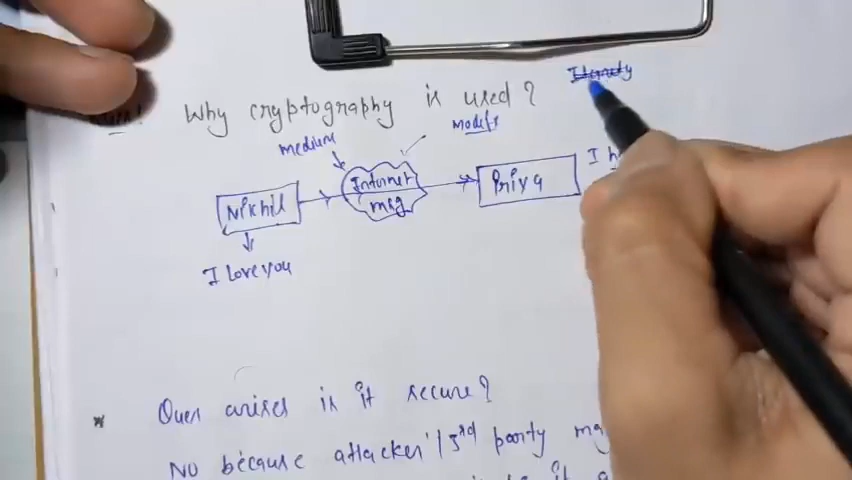 Why cryptography is used?
medium
modify
Internet
msg
Nikhil
Priya
I
I love you
Ques arises is it secure?
No because attacker's / 3rd party